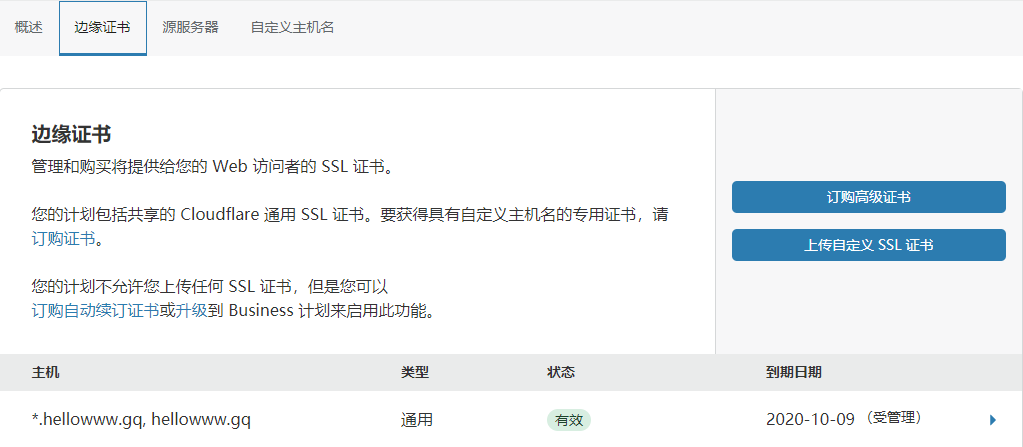 概述 边缘证书 源服务器 自定义主机名
边缘证书
管理和购买将提供给您的 Web 访问者的 SSL 证书。
您的计划包括共享的 Cloudflare 通用 SSL 证书。要获得具有自定义主机名的专用证书，请
订购证书。
您的计划不允许您上传任何 SSL 证书，但是您可以
订购自动续订证书或升级到 Business 计划来启用此功能。
订购高级证书
上传自定义 SSL 证书
主机 类型 状态 到期日期
*.hellowww.gq, hellowww.gq 通用 有效 2020-10-09 （受管理）